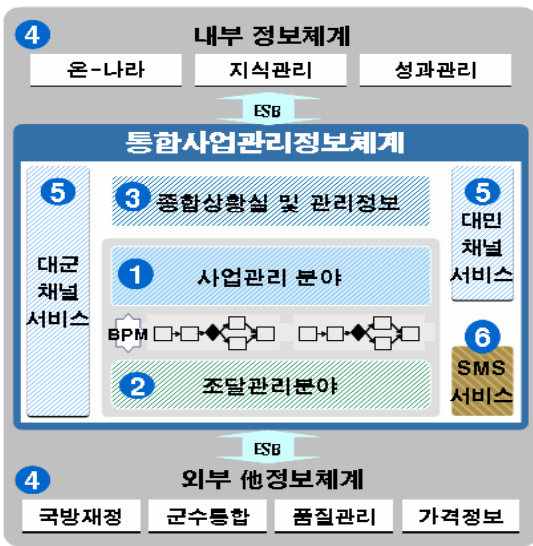 4
내부 정보체계
온-나라 지식관리 성과관리
ESB
통합사업관리정보체계
5
대군
채널
서비스
3 종합상황실 및 관리정보
1 사업관리 분야
BPM
2 조달관리분야
5
대민
채널
서비스
6
SMS
서비스
ESB
4
외부 他정보체계
국방재정 군수통합 품질관리 가격정보